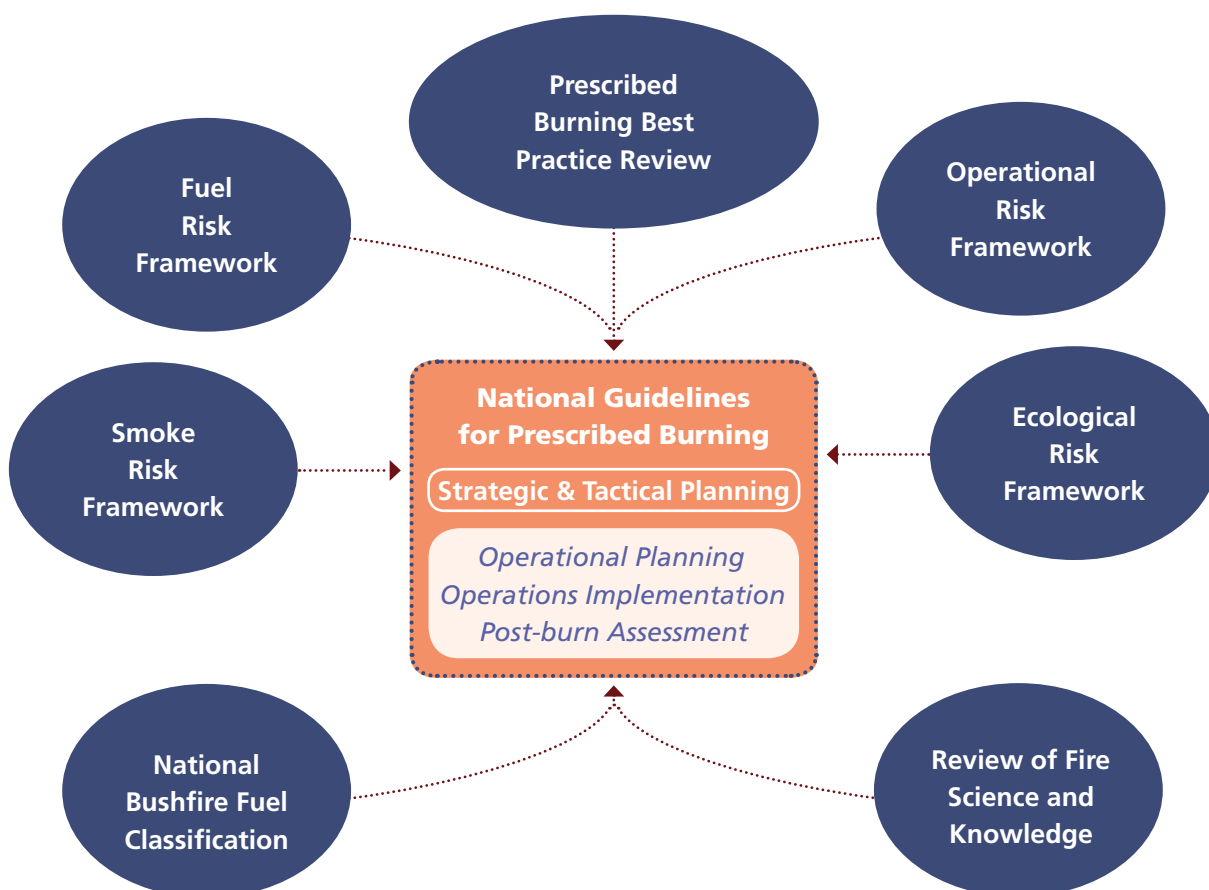 Prescribed
Burning Best
Practice Review
Fuel
Risk
Framework
Operational
Risk
Framework
Smoke
Risk
Framework
National Guidelines
for Prescribed Burning
Strategic & Tactical Planning
Operational Planning
Operations Implementation
Post-burn Assessment
Ecological
Risk
Framework
National
Bushfire Fuel
Classification
Review of Fire
Science and
Knowledge